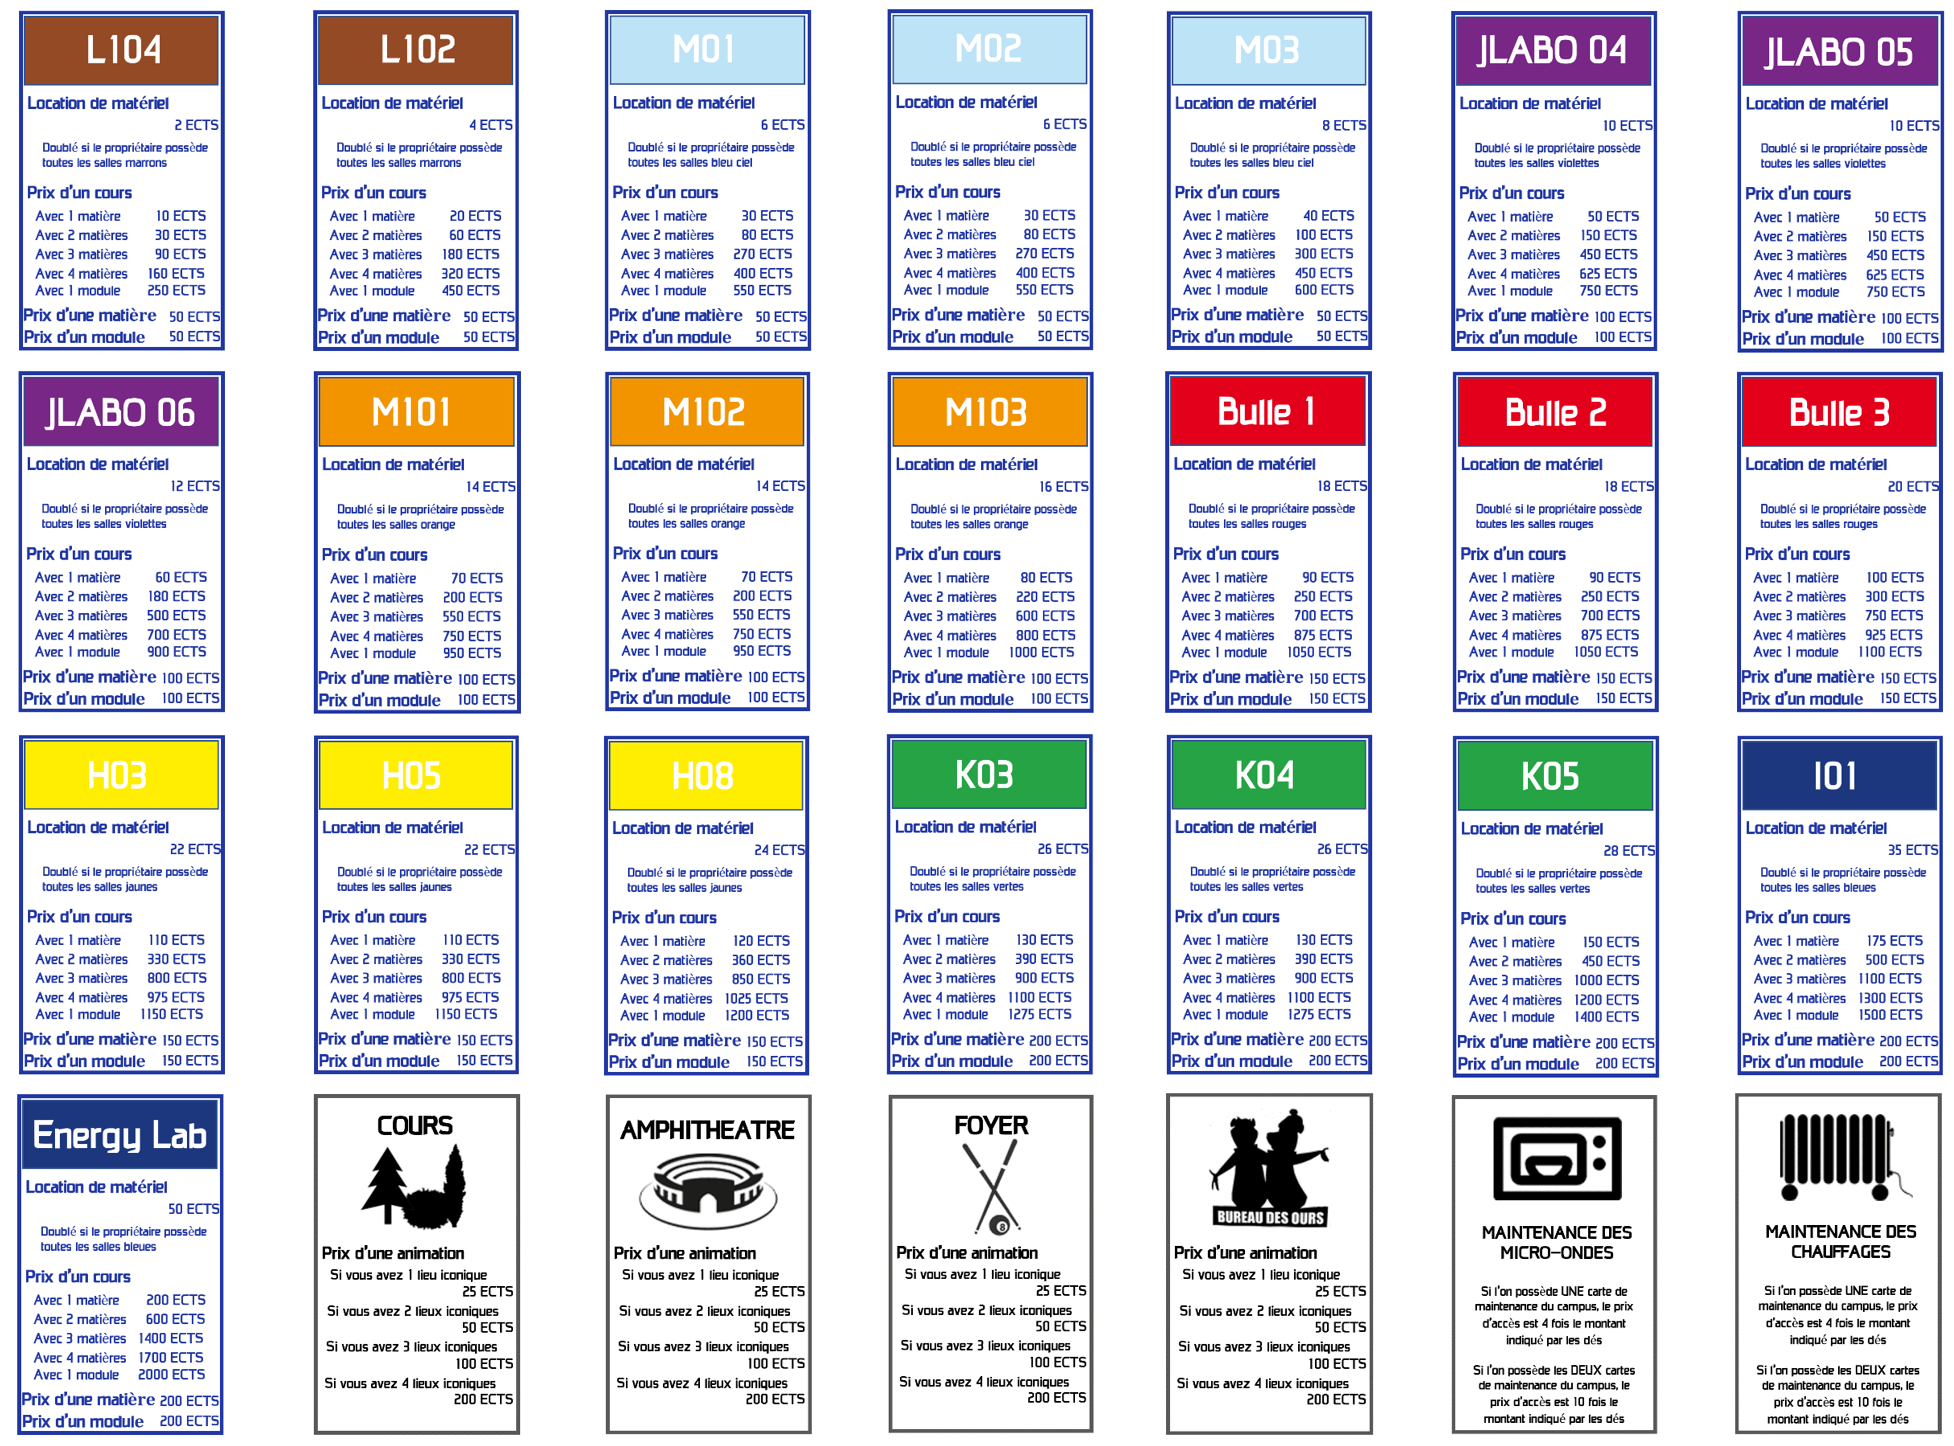 L104
Location de matériel
2 ECTS
Doublé si le propriétaire possède
toutes les salles marrons
Prix d'un cours
Avec 1 matière 10 ECTS
Avec 2 matières 30 ECTS
Avec 3 matières 90 ECTS
Avec 4 matières 160 ECTS
Avec 1 module 250 ECTS
Prix d'une matière 50 ECTS
Prix d'un module 50 ECTS
L102
Location de matériel
4 ECTS
Doublé si le propriétaire possède
toutes les salles marrons
Prix d'un cours
Avec 1 matière 20 ECTS
Avec 2 matières 60 ECTS
Avec 3 matières 180 ECTS
Avec 4 matières 320 ECTS
Avec 1 module 450 ECTS
Prix d'une matière 50 ECTS
Prix d'un module 50 ECTS
M01
Location de matériel
6 ECTS
Doublé si le propriétaire possède
toutes les salles bleu ciel
Prix d'un cours
Avec 1 matière 30 ECTS
Avec 2 matières 80 ECTS
Avec 3 matières 270 ECTS
Avec 4 matières 400 ECTS
Avec 1 module 550 ECTS
Prix d'une matière 50 ECTS
Prix d'un module 50 ECTS
M02
Location de matériel
6 ECTS
Doublé si le propriétaire possède
toutes les salles bleu ciel
Prix d'un cours
Avec 1 matière 30 ECTS
Avec 2 matières 80 ECTS
Avec 3 matières 270 ECTS
Avec 4 matières 400 ECTS
Avec 1 module 550 ECTS
Prix d'une matière 50 ECTS
Prix d'un module 50 ECTS
M03
Location de matériel
8 ECTS
Doublé si le propriétaire possède
toutes les salles bleu ciel
Prix d'un cours
Avec 1 matière 40 ECTS
Avec 2 matières 100 ECTS
Avec 3 matières 300 ECTS
Avec 4 matières 450 ECTS
Avec 1 module 600 ECTS
Prix d'une matière 50 ECTS
Prix d'un module 50 ECTS
JLABO 04
Location de matériel
10 ECTS
Doublé si le propriétaire possède
toutes les salles violettes
Prix d'un cours
Avec 1 matière 50 ECTS
Avec 2 matières 150 ECTS
Avec 3 matières 450 ECTS
Avec 4 matières 625 ECTS
Avec 1 module 750 ECTS
Prix d'une matière 100 ECTS
Prix d'un module 100 ECTS
JLABO 05
Location de matériel
10 ECTS
Doublé si le propriétaire possède
toutes les salles violettes
Prix d'un cours
Avec 1 matière 50 ECTS
Avec 2 matières 150 ECTS
Avec 3 matières 450 ECTS
Avec 4 matières 625 ECTS
Avec 1 module 750 ECTS
Prix d'une matière 100 ECTS
Prix d'un module 100 ECTS
JLABO 06
Location de matériel
12 ECTS
Doublé si le propriétaire possède
toutes les salles violettes
Prix d'un cours
Avec 1 matière 60 ECTS
Avec 2 matières 180 ECTS
Avec 3 matières 500 ECTS
Avec 4 matières 700 ECTS
Avec 1 module 900 ECTS
Prix d'une matière 100 ECTS
Prix d'un module 100 ECTS
M101
Location de matériel
14 ECTS
Doublé si le propriétaire possède
toutes les salles orange
Prix d'un cours
Avec 1 matière 70 ECTS
Avec 2 matières 200 ECTS
Avec 3 matières 550 ECTS
Avec 4 matières 750 ECTS
Avec 1 module 950 ECTS
Prix d'une matière 100 ECTS
Prix d'un module 100 ECTS
M102
Location de matériel
14 ECTS
Doublé si le propriétaire possède
toutes les salles orange
Prix d'un cours
Avec 1 matière 70 ECTS
Avec 2 matières 200 ECTS
Avec 3 matières 550 ECTS
Avec 4 matières 750 ECTS
Avec 1 module 950 ECTS
Prix d'une matière 100 ECTS
Prix d'un module 100 ECTS
M103
Location de matériel
16 ECTS
Doublé si le propriétaire possède
toutes les salles orange
Prix d'un cours
Avec 1 matière 80 ECTS
Avec 2 matières 220 ECTS
Avec 3 matières 600 ECTS
Avec 4 matières 800 ECTS
Avec 1 module 1000 ECTS
Prix d'une matière 100 ECTS
Prix d'un module 100 ECTS
Bulle 1
Location de matériel
18 ECTS
Doublé si le propriétaire possède
toutes les salles rouges
Prix d'un cours
Avec 1 matière 90 ECTS
Avec 2 matières 250 ECTS
Avec 3 matières 700 ECTS
Avec 4 matières 875 ECTS
Avec 1 module 1050 ECTS
Prix d'une matière 150 ECTS
Prix d'un module 150 ECTS
Bulle 2
Location de matériel
18 ECTS
Doublé si le propriétaire possède
toutes les salles rouges
Prix d'un cours
Avec 1 matière 90 ECTS
Avec 2 matières 250 ECTS
Avec 3 matières 700 ECTS
Avec 4 matières 875 ECTS
Avec 1 module 1050 ECTS
Prix d'une matière 150 ECTS
Prix d'un module 150 ECTS
Bulle 3
Location de matériel
20 ECTS
Doublé si le propriétaire possède
toutes les salles rouges
Prix d'un cours
Avec 1 matière 100 ECTS
Avec 2 matières 300 ECTS
Avec 3 matières 750 ECTS
Avec 4 matières 925 ECTS
Avec 1 module 1100 ECTS
Prix d'une matière 150 ECTS
Prix d'un module 150 ECTS
H03
Location de matériel
22 ECTS
Doublé si le propriétaire possède
toutes les salles jaunes
Prix d'un cours
Avec 1 matière 110 ECTS
Avec 2 matières 330 ECTS
Avec 3 matières 800 ECTS
Avec 4 matières 975 ECTS
Avec 1 module 1150 ECTS
Prix d'une matière 150 ECTS
Prix d'un module 150 ECTS
H05
Location de matériel
22 ECTS
Doublé si le propriétaire possède
toutes les salles jaunes
Prix d'un cours
Avec 1 matière 110 ECTS
Avec 2 matières 330 ECTS
Avec 3 matières 800 ECTS
Avec 4 matières 975 ECTS
Avec 1 module 1150 ECTS
Prix d'une matière 150 ECTS
Prix d'un module 150 ECTS
H08
Location de matériel
24 ECTS
Doublé si le propriétaire possède
toutes les salles jaunes
Prix d'un cours
Avec 1 matière 120 ECTS
Avec 2 matières 360 ECTS
Avec 3 matières 850 ECTS
Avec 4 matières 1025 ECTS
Avec 1 module 1200 ECTS
Prix d'une matière 150 ECTS
Prix d'un module 150 ECTS
K03
Location de matériel
26 ECTS
Doublé si le propriétaire possède
toutes les salles vertes
Prix d'un cours
Avec 1 matière 130 ECTS
Avec 2 matières 390 ECTS
Avec 3 matières 900 ECTS
Avec 4 matières 1100 ECTS
Avec 1 module 1275 ECTS
Prix d'une matière 200 ECTS
Prix d'un module 200 ECTS
K04
Location de matériel
26 ECTS
Doublé si le propriétaire possède
toutes les salles vertes
Prix d'un cours
Avec 1 matière 130 ECTS
Avec 2 matières 390 ECTS
Avec 3 matières 900 ECTS
Avec 4 matières 1100 ECTS
Avec 1 module 1275 ECTS
Prix d'une matière 200 ECTS
Prix d'un module 200 ECTS
K05
Location de matériel
28 ECTS
Doublé si le propriétaire possède
toutes les salles vertes
Prix d'un cours
Avec 1 matière 150 ECTS
Avec 2 matières 450 ECTS
Avec 3 matières 1000 ECTS
Avec 4 matières 1200 ECTS
Avec 1 module 1400 ECTS
Prix d'une matière 200 ECTS
Prix d'un module 200 ECTS
I01
Location de matériel
35 ECTS
Doublé si le propriétaire possède
toutes les salles bleues
Prix d'un cours
Avec 1 matière 175 ECTS
Avec 2 matières 500 ECTS
Avec 3 matières 1100 ECTS
Avec 4 matières 1300 ECTS
Avec 1 module 1500 ECTS
Prix d'une matière 200 ECTS
Prix d'un module 200 ECTS
Energy Lab
Location de matériel
50 ECTS
Doublé si le propriétaire possède
toutes les salles bleues
Prix d'un cours
Avec 1 matière 200 ECTS
Avec 2 matières 600 ECTS
Avec 3 matières 1400 ECTS
Avec 4 matières 1700 ECTS
Avec 1 module 2000 ECTS
Prix d'une matière 200 ECTS
Prix d'un module 200 ECTS
COURS
Prix d'une animation
Si vous avez 1 lieu iconique
25 ECTS
Si vous avez 2 lieux iconiques
50 ECTS
Si vous avez 3 lieux iconiques
100 ECTS
Si vous avez 4 lieux iconiques
200 ECTS
AMPHITHEATRE
Prix d'une animation
Si vous avez 1 lieu iconique
25 ECTS
Si vous avez 2 lieux iconiques
50 ECTS
Si vous avez 3 lieux iconiques
100 ECTS
Si vous avez 4 lieux iconiques
200 ECTS
FOYER
8
Prix d'une animation
Si vous avez 1 lieu iconique
25 ECTS
Si vous avez 2 lieux iconiques
50 ECTS
Si vous avez 3 lieux iconiques
100 ECTS
Si vous avez 4 lieux iconiques
200 ECTS
BUREAU DES OURS
Prix d'une animation
Si vous avez 1 lieu iconique
25 ECTS
Si vous avez 2 lieux iconiques
50 ECTS
Si vous avez 3 lieux iconiques
100 ECTS
Si vous avez 4 lieux iconiques
200 ECTS
MAINTENANCE DES
MICRO-ONDES
Si l'on possède UNE carte de
maintenance du campus, le prix
d'accès est 4 fois le montant
indiqué par les dés
Si l'on possède les DEUX cartes
de maintenance du campus, le
prix d'accès est 10 fois le
montant indiqué par les dés
MAINTENANCE DES
CHAUFFAGES
Si l'on possède UNE carte de
maintenance du campus, le prix
d'accès est 4 fois le montant
indiqué par les dés
Si l'on possède les DEUX cartes
de maintenance du campus, le
prix d'accès est 10 fois le
montant indiqué par les dés